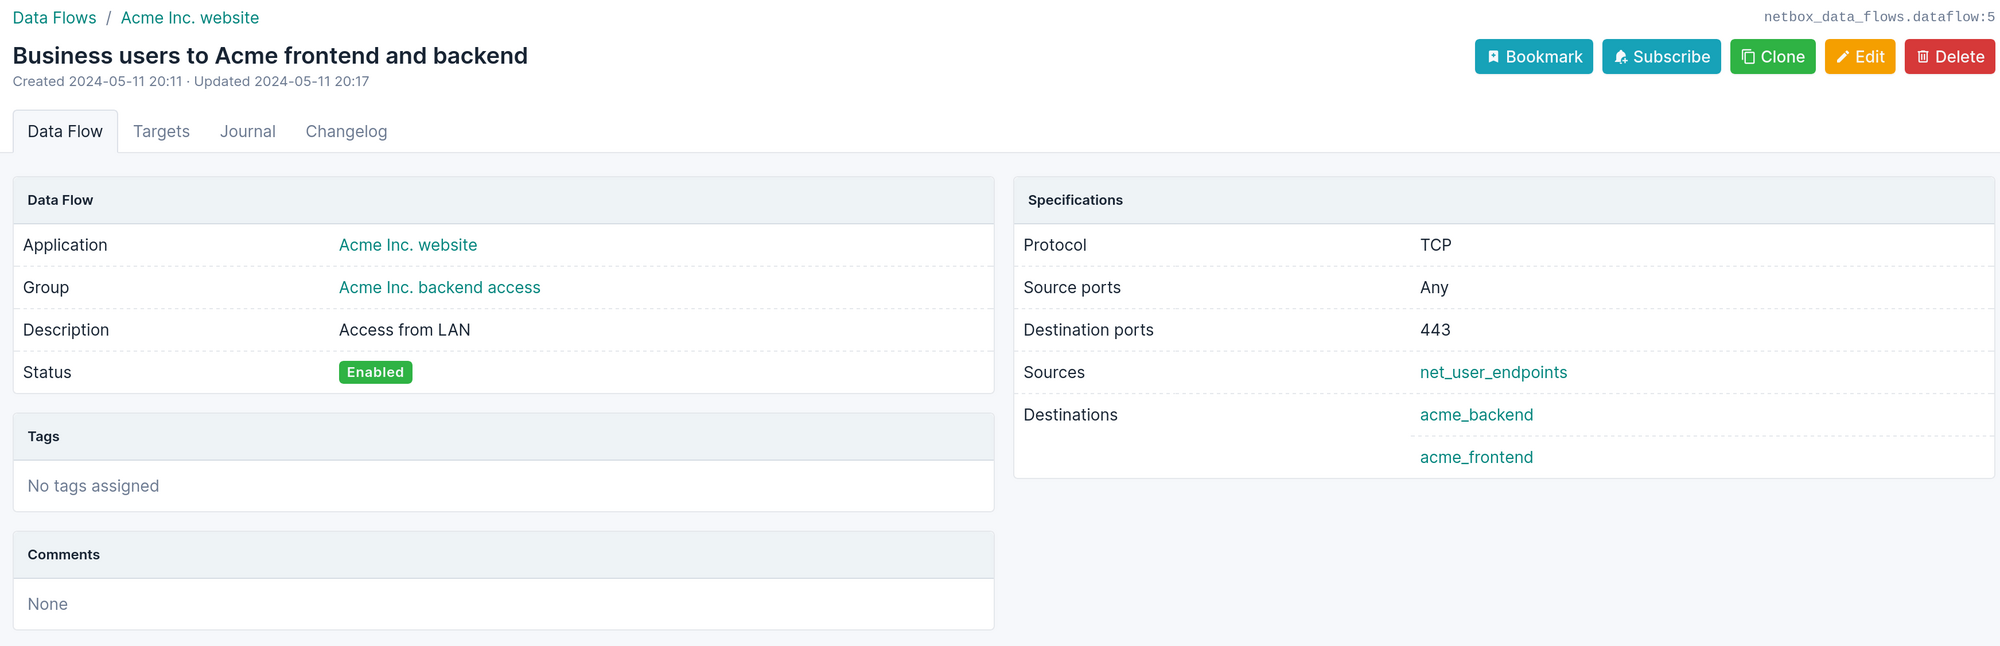 Data Flows / Acme Inc. website
netbox_data_flows.dataflow:5
Business users to Acme frontend and backend
Created 2024-05-11 20:11 · Updated 2024-05-11 20:17
Bookmark Subscribe Clone Edit Delete
Data Flow Targets Journal Changelog
Data Flow
Application Acme Inc. website
Group Acme Inc. backend access
Description Access from LAN
Status Enabled
Tags
No tags assigned
Comments
None
Specifications
Protocol TCP
Source ports Any
Destination ports 443
Sources net_user_endpoints
Destinations acme_backend
acme_frontend